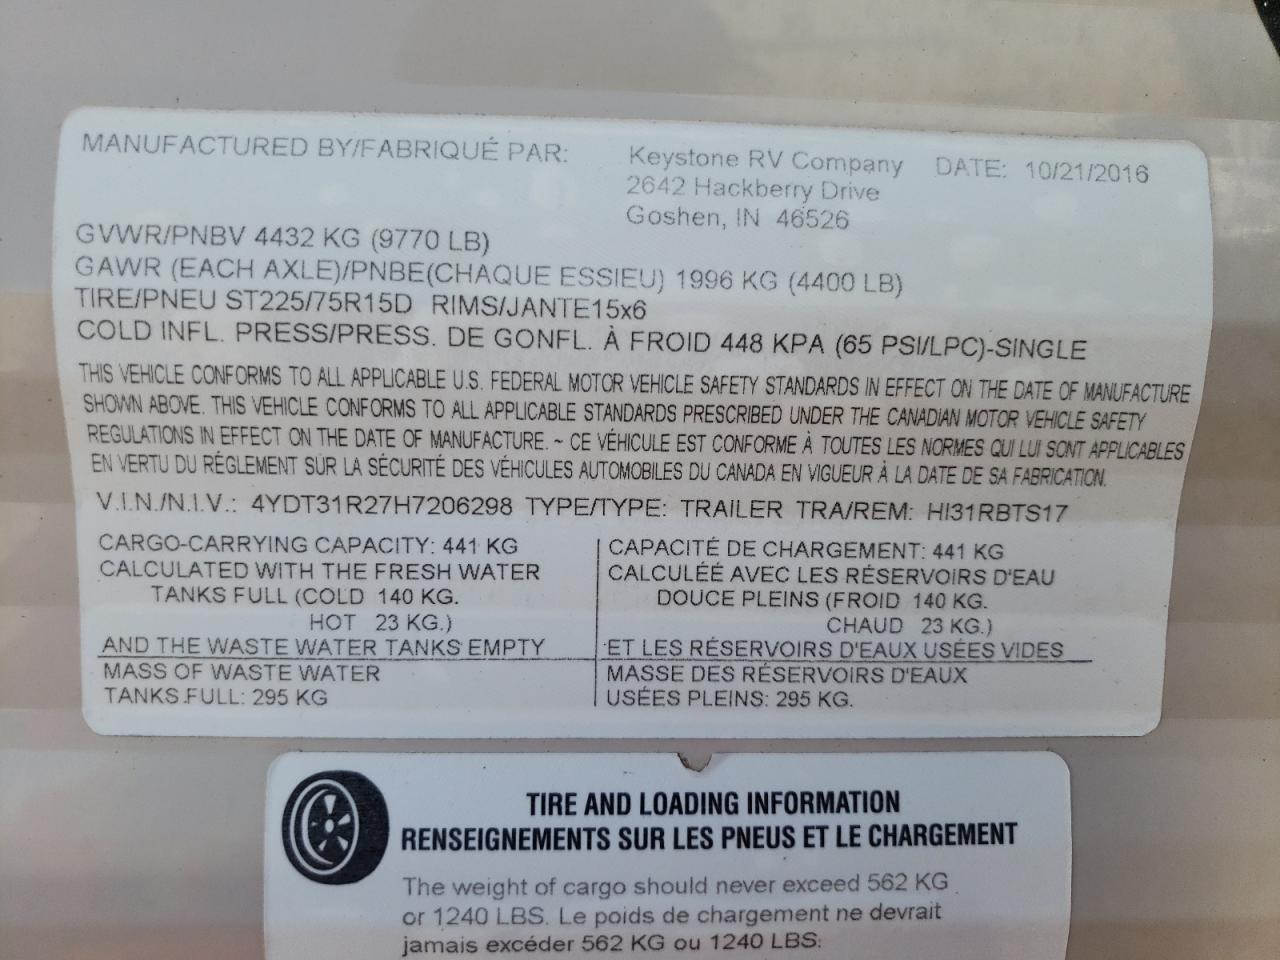 MANUFACTURED BY/FABRIQUÉ PAR: Keystone RV Company DATE: 10/21/2016
2642 Hackberry Drive
Goshen, IN 46526
GVWR/PNBV 4432 KG (9770 LB)
GAWR (EACH AXLE)/PNBE(CHAQUE ESSIEU) 1996 KG (4400 LB)
TIRE/PNEU ST225/75R15D RIMS/JANTE15x6
COLD INFL. PRESS/PRESS. DE GONFL. À FROID 448 KPA (65 PSI/LPC)-SINGLE
THIS VEHICLE CONFORMS TO ALL APPLICABLE U.S. FEDERAL MOTOR VEHICLE SAFETY STANDARDS IN EFFECT ON THE DATE OF MANUFACTURE
SHOWN ABOVE. THIS VEHICLE CONFORMS TO ALL APPLICABLE STANDARDS PRESCRIBED UNDER THE CANADIAN MOTOR VEHICLE SAFETY
REGULATIONS IN EFFECT ON THE DATE OF MANUFACTURE. ~ CE VÉHICULE EST CONFORME À TOUTES LES NORMES QUI LUI SONT APPLICABLES
EN VERTU DU RÉGLEMENT SUR LA SÉCURITÉ DES VÉHICULES AUTOMOBILES DU CANADA EN VIGUEUR À LA DATE DE SA FABRICATION.
V.I.N./N.I.V.: 4YDT31R27H7206298 TYPE/TYPE: TRAILER TRA/REM: HI31RBTS17
CARGO-CARRYING CAPACITY: 441 KG
CALCULATED WITH THE FRESH WATER
TANKS FULL (COLD 140 KG.
HOT 23 KG.)
AND THE WASTE WATER TANKS EMPTY
MASS OF WASTE WATER
TANKS FULL: 295 KG
CAPACITÉ DE CHARGEMENT: 441 KG
CALCULÉÉ AVEC LES RÉSERVOIRS D'EAU
DOUCE PLEINS (FROID 140 KG.
CHAUD 23 KG.)
ET LES RÉSERVOIRS D'EAUX USÉES VIDES
MASSE DES RÉSERVOIRS D'EAUX
USÉES PLEINS: 295 KG.
TIRE AND LOADING INFORMATION
RENSEIGNEMENTS SUR LES PNEUS ET LE CHARGEMENT
The weight of cargo should never exceed 562 KG
or 1240 LBS. Le poids de chargement ne devrait
jamais excéder 562 KG ou 1240 LBS.